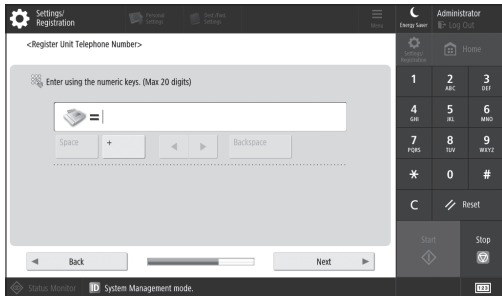 Settings/
Registration
Personal
Settings
Dest./Fwd.
Settings
Menu
Energy Saver
Administrator
Log Out
<Register Unit Telephone Number>
Settings/
Registration
Home
Enter using the numeric keys. (Max 20 digits)
=
Space
+
Backspace
1
2
ABC
3
DEF
4
GHI
5
JKL
6
MNO
7
PQRS
8
TUV
9
WXYZ
*
0
#
C
Reset
Start
Stop
Back
Next
Status Monitor
ID System Management mode.
123